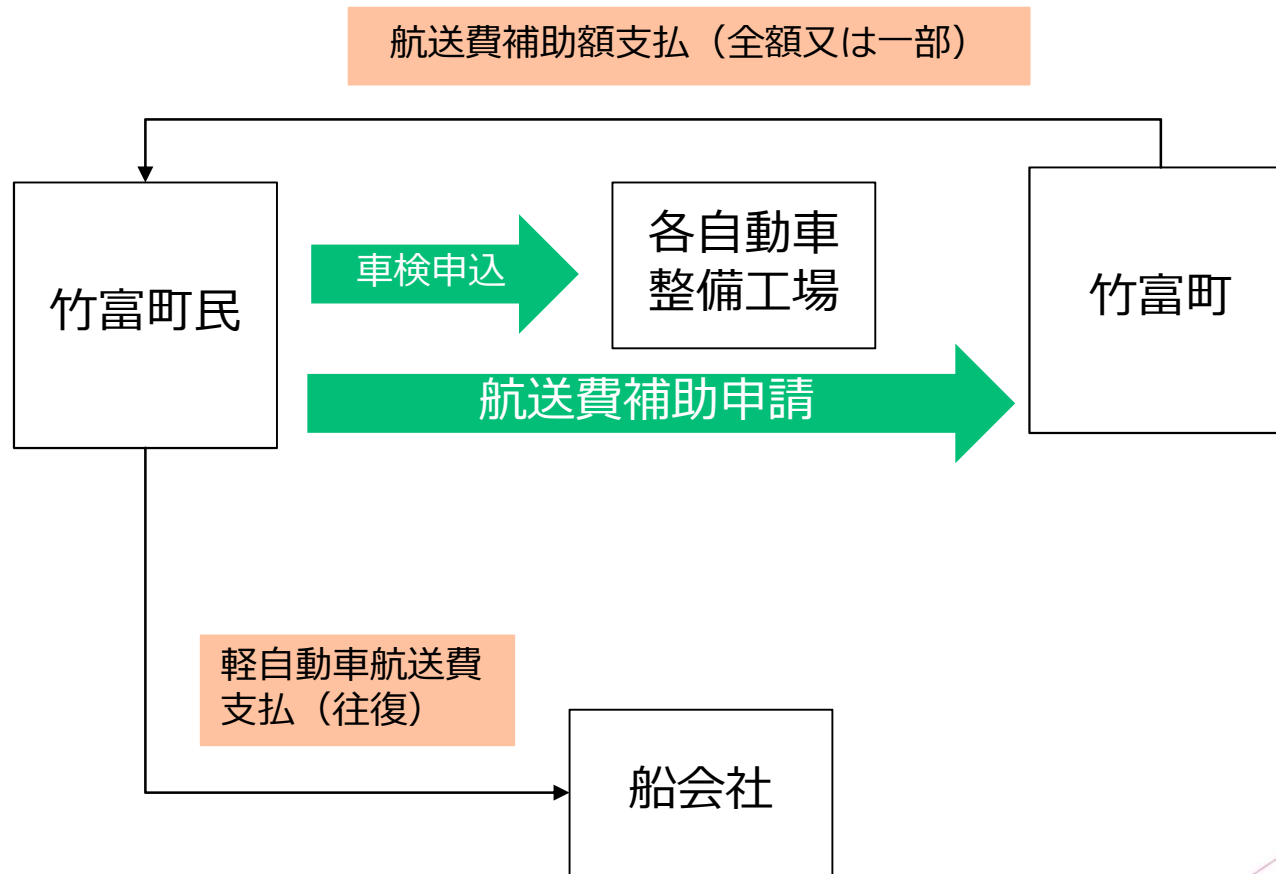 航送費補助額支払（全額又は一部）
竹富町民
車検申込
各自動車
整備工場
竹富町
航送費補助申請
軽自動車航送費
支払（往復）
船会社